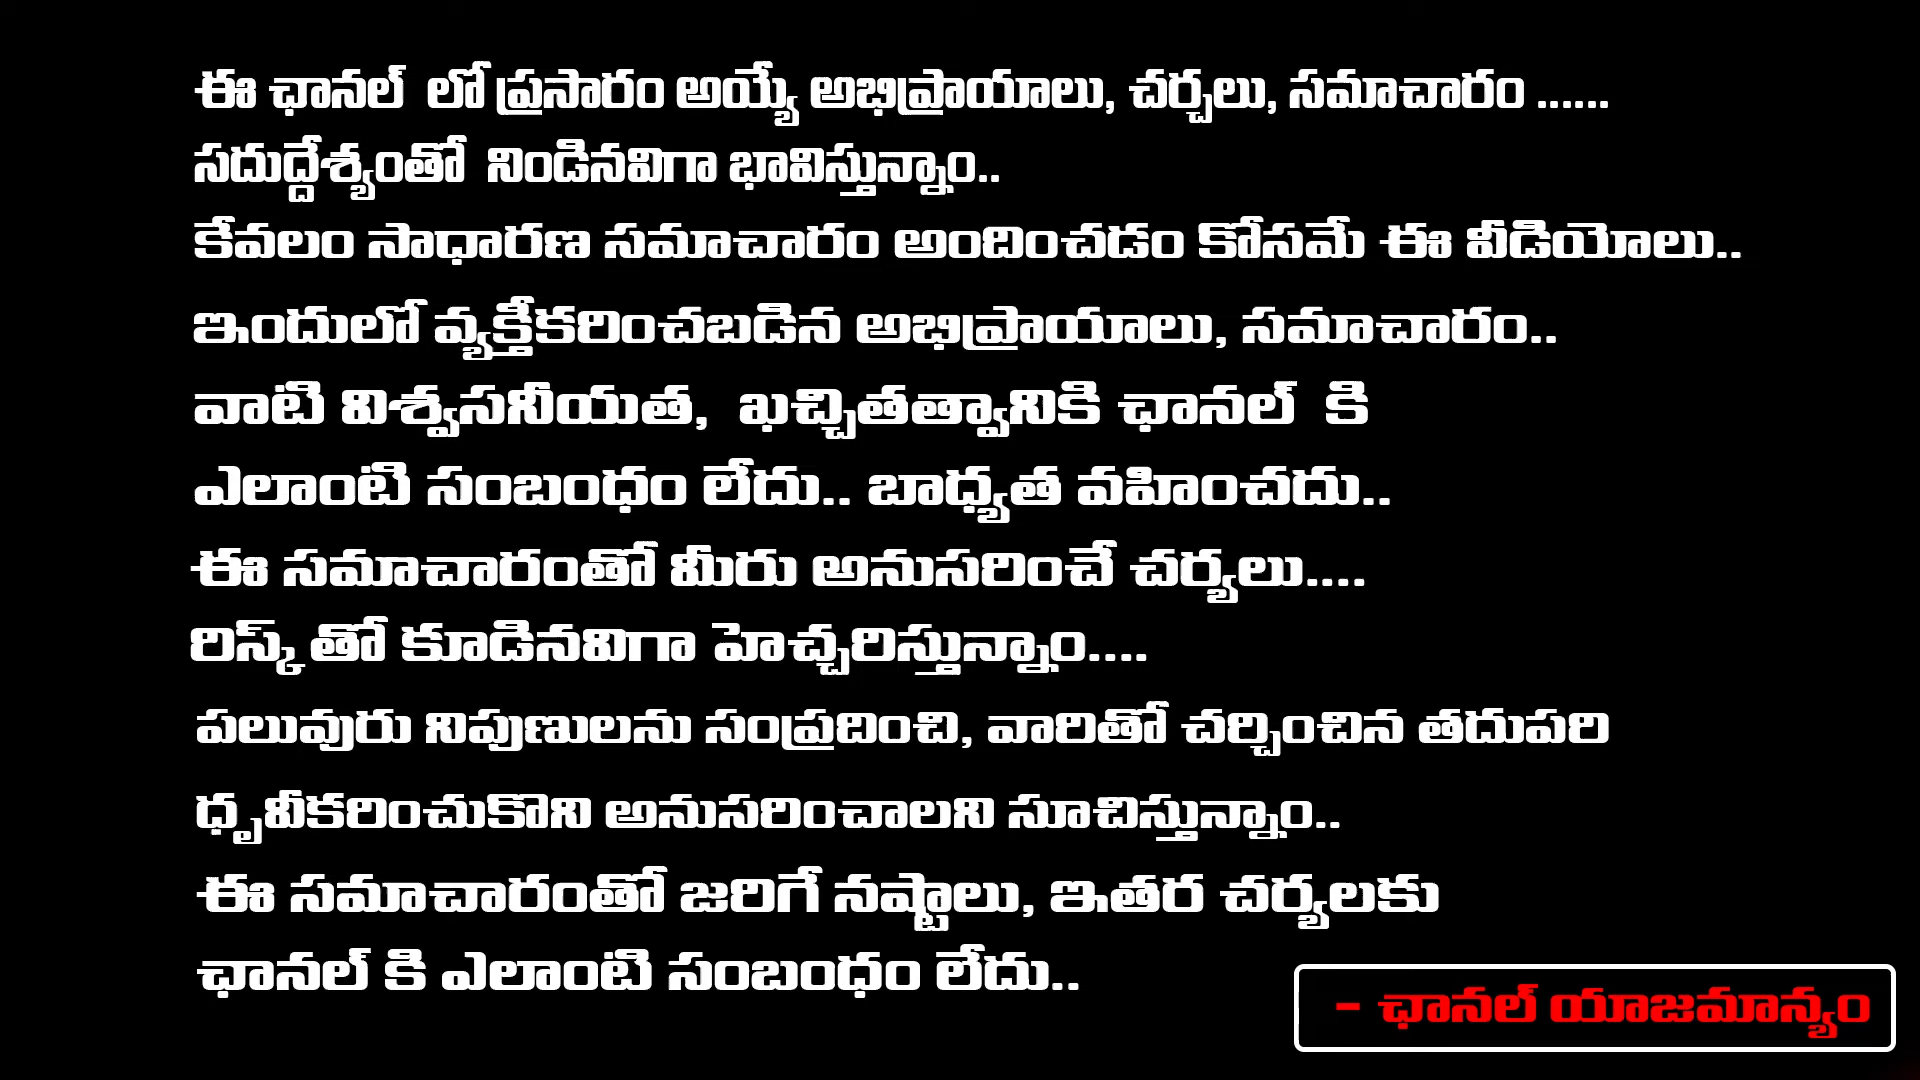 ఈ ఛానల్ లో ప్రసారం అయ్యే అభిప్రాయాలు, చర్చలు, సమాచారం ......
సదుద్దేశ్యంతో నిండినవిగా భావిస్తున్నాం..
కేవలం సాధారణ సమాచారం అందించడం కోసమే ఈ వీడియోలు..
ఇందులో వ్యక్తీకరించబడిన అభిప్రాయాలు, సమాచారం..
వాటి విశ్వసనీయత, ఖచ్చితత్వానికి ఛానల్ కి
ఎలాంటి సంబంధం లేదు.. బాధ్యత వహించదు..
ఈ సమాచారంతో మీరు అనుసరించే చర్యలు....
రిస్క్ తో కూడినవిగా హెచ్చరిస్తున్నాం....
పలువురు నిపుణులను సంప్రదించి, వారితో చర్చించిన తదుపరి
ధృవీకరించుకొని అనుసరించాలని సూచిస్తున్నాం..
ఈ సమాచారంతో జరిగే నష్టాలు, ఇతర చర్యలకు
ఛానల్ కి ఎలాంటి సంబంధం లేదు..
- ఛానల్ యాజమాన్యం